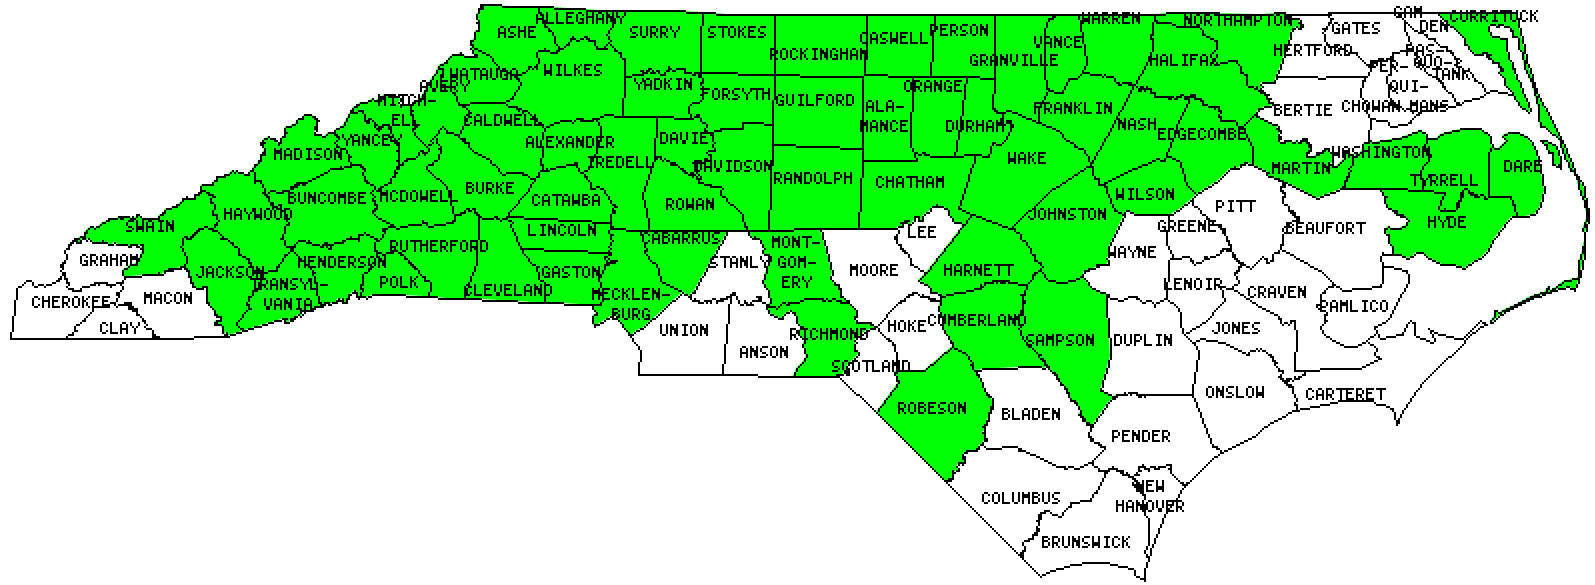 ALLEGHANY
ASHE
SURRY
STOKES
ROCKINGHAM
CASWELL
PERSON
GRANVILLE
VANCE
WARREN
NORTHAMPTON
HALIFAX
HERTFORD
GATES
CAM
DEN
CURRITUCK
PAS-
QUO-
TANK
PER-
QUI-
MANS
CHOWAN
BERTIE
WATAUGA
WILKES
AVERY
MITCH-
ELL
YADKIN
FORSYTH
GUILFORD
ALA-
MANCE
ORANGE
DURHAM
FRANKLIN
NASH
EDGECOMBE
CALDWELL
ALEXANDER
IREDELL
DAVIE
DAVIDSON
RANDOLPH
CHATHAM
WAKE
WILSON
MARTIN
WASHINGTON
TYRRELL
DARE
YANCEY
MADISON
BUNCOMBE
MCDOWELL
BURKE
CATAWBA
ROWAN
JOHNSTON
GREENE
PITT
BEAUFORT
HYDE
SWAIN
HAYWOOD
RUTHERFORD
LINCOLN
CABARRUS
STANLY
MONT-
GOM-
ERY
MOORE
LEE
HARNETT
WAYNE
LENOIR
CRAVEN
PAMLICO
GRAHAM
JACKSON
HENDERSON
TRANSYL-
VANIA
POLK
CLEVELAND
GASTON
MECKLEN-
BURG
CHEROKEE
MACON
CLAY
UNION
ANSON
RICHMOND
SCOTLAND
HOKE
CUMBERLAND
SAMPSON
DUPLIN
JONES
ONSLOW
CARTERET
ROBESON
BLADEN
PENDER
COLUMBUS
NEW
HANOVER
BRUNSWICK